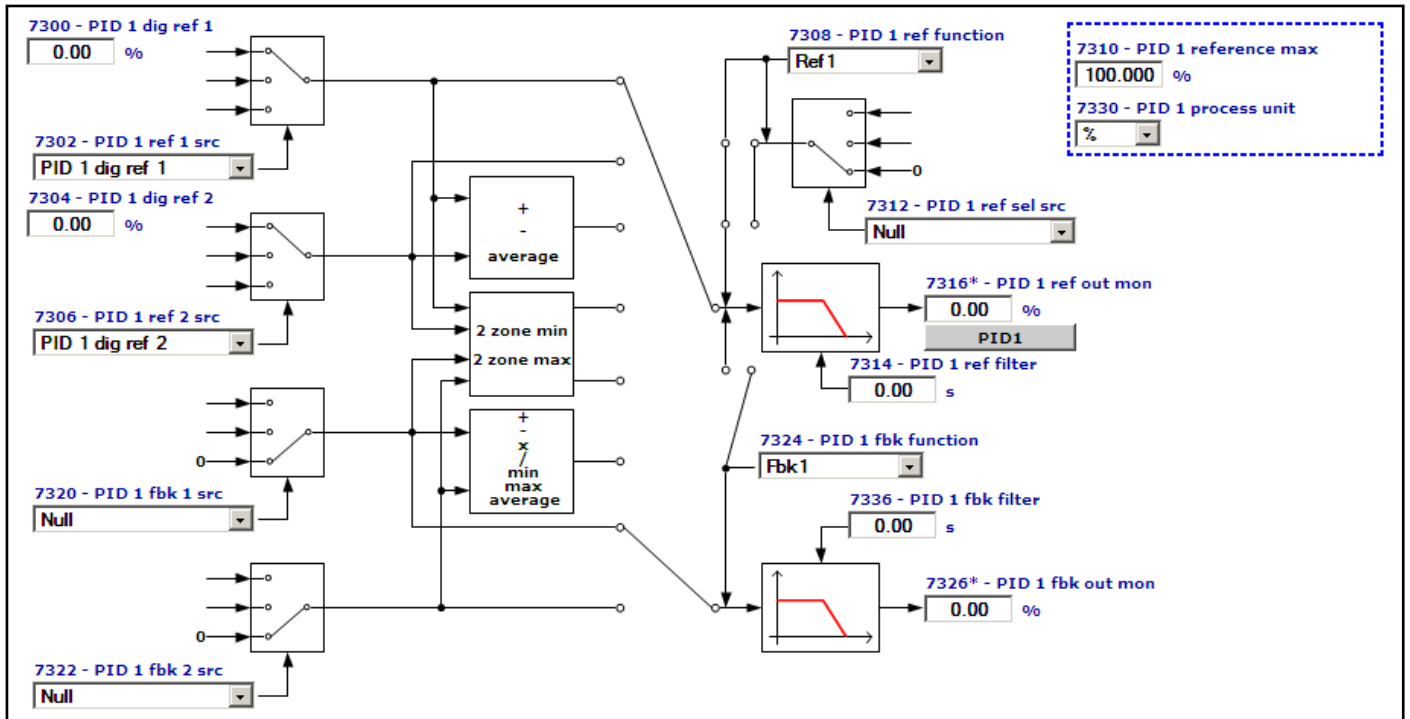 7300 - PID 1 dig ref 1
0.00 %
7302 - PID 1 ref 1 src
PID 1 dig ref 1
7304 - PID 1 dig ref 2
0.00 %
7306 - PID 1 ref 2 src
PID 1 dig ref 2
0
7320 - PID 1 fbk 1 src
Null
0
7322 - PID 1 fbk 2 src
Null
+
-
average
2 zone min
2 zone max
+
-
x
/
min
max
average
7308 - PID 1 ref function
Ref 1
0
7312 - PID 1 ref sel src
Null
7310 - PID 1 reference max
100.000 %
7330 - PID 1 process unit
%
7316* - PID 1 ref out mon
0.00 %
PID1
7314 - PID 1 ref filter
0.00 s
7324 - PID 1 fbk function
Fbk1
7336 - PID 1 fbk filter
0.00 s
7326* - PID 1 fbk out mon
0.00 %